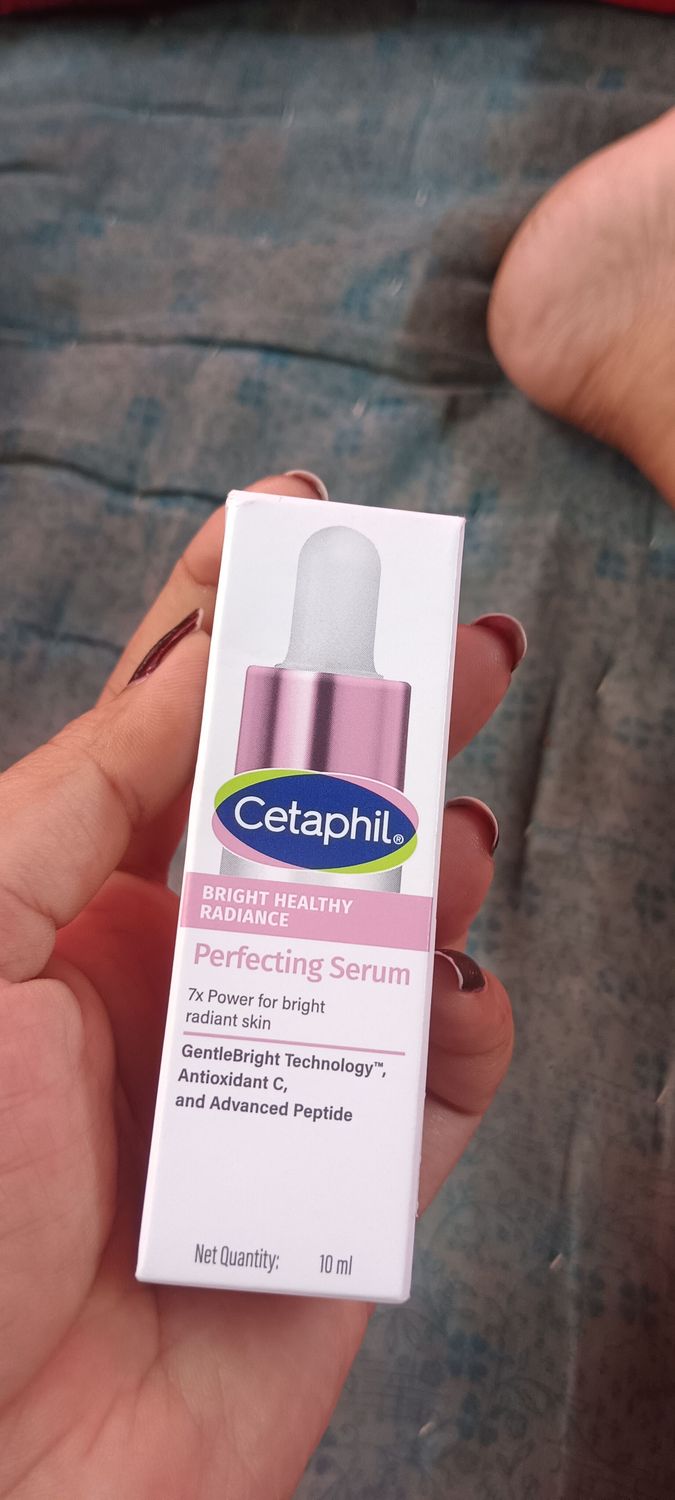 Cetaphil®
BRIGHT HEALTHY
RADIANCE
Perfecting Serum
7x Power for bright
radiant skin
GentleBright Technology™,
Antioxidant C,
and Advanced Peptide
Net Quantity: 10 ml